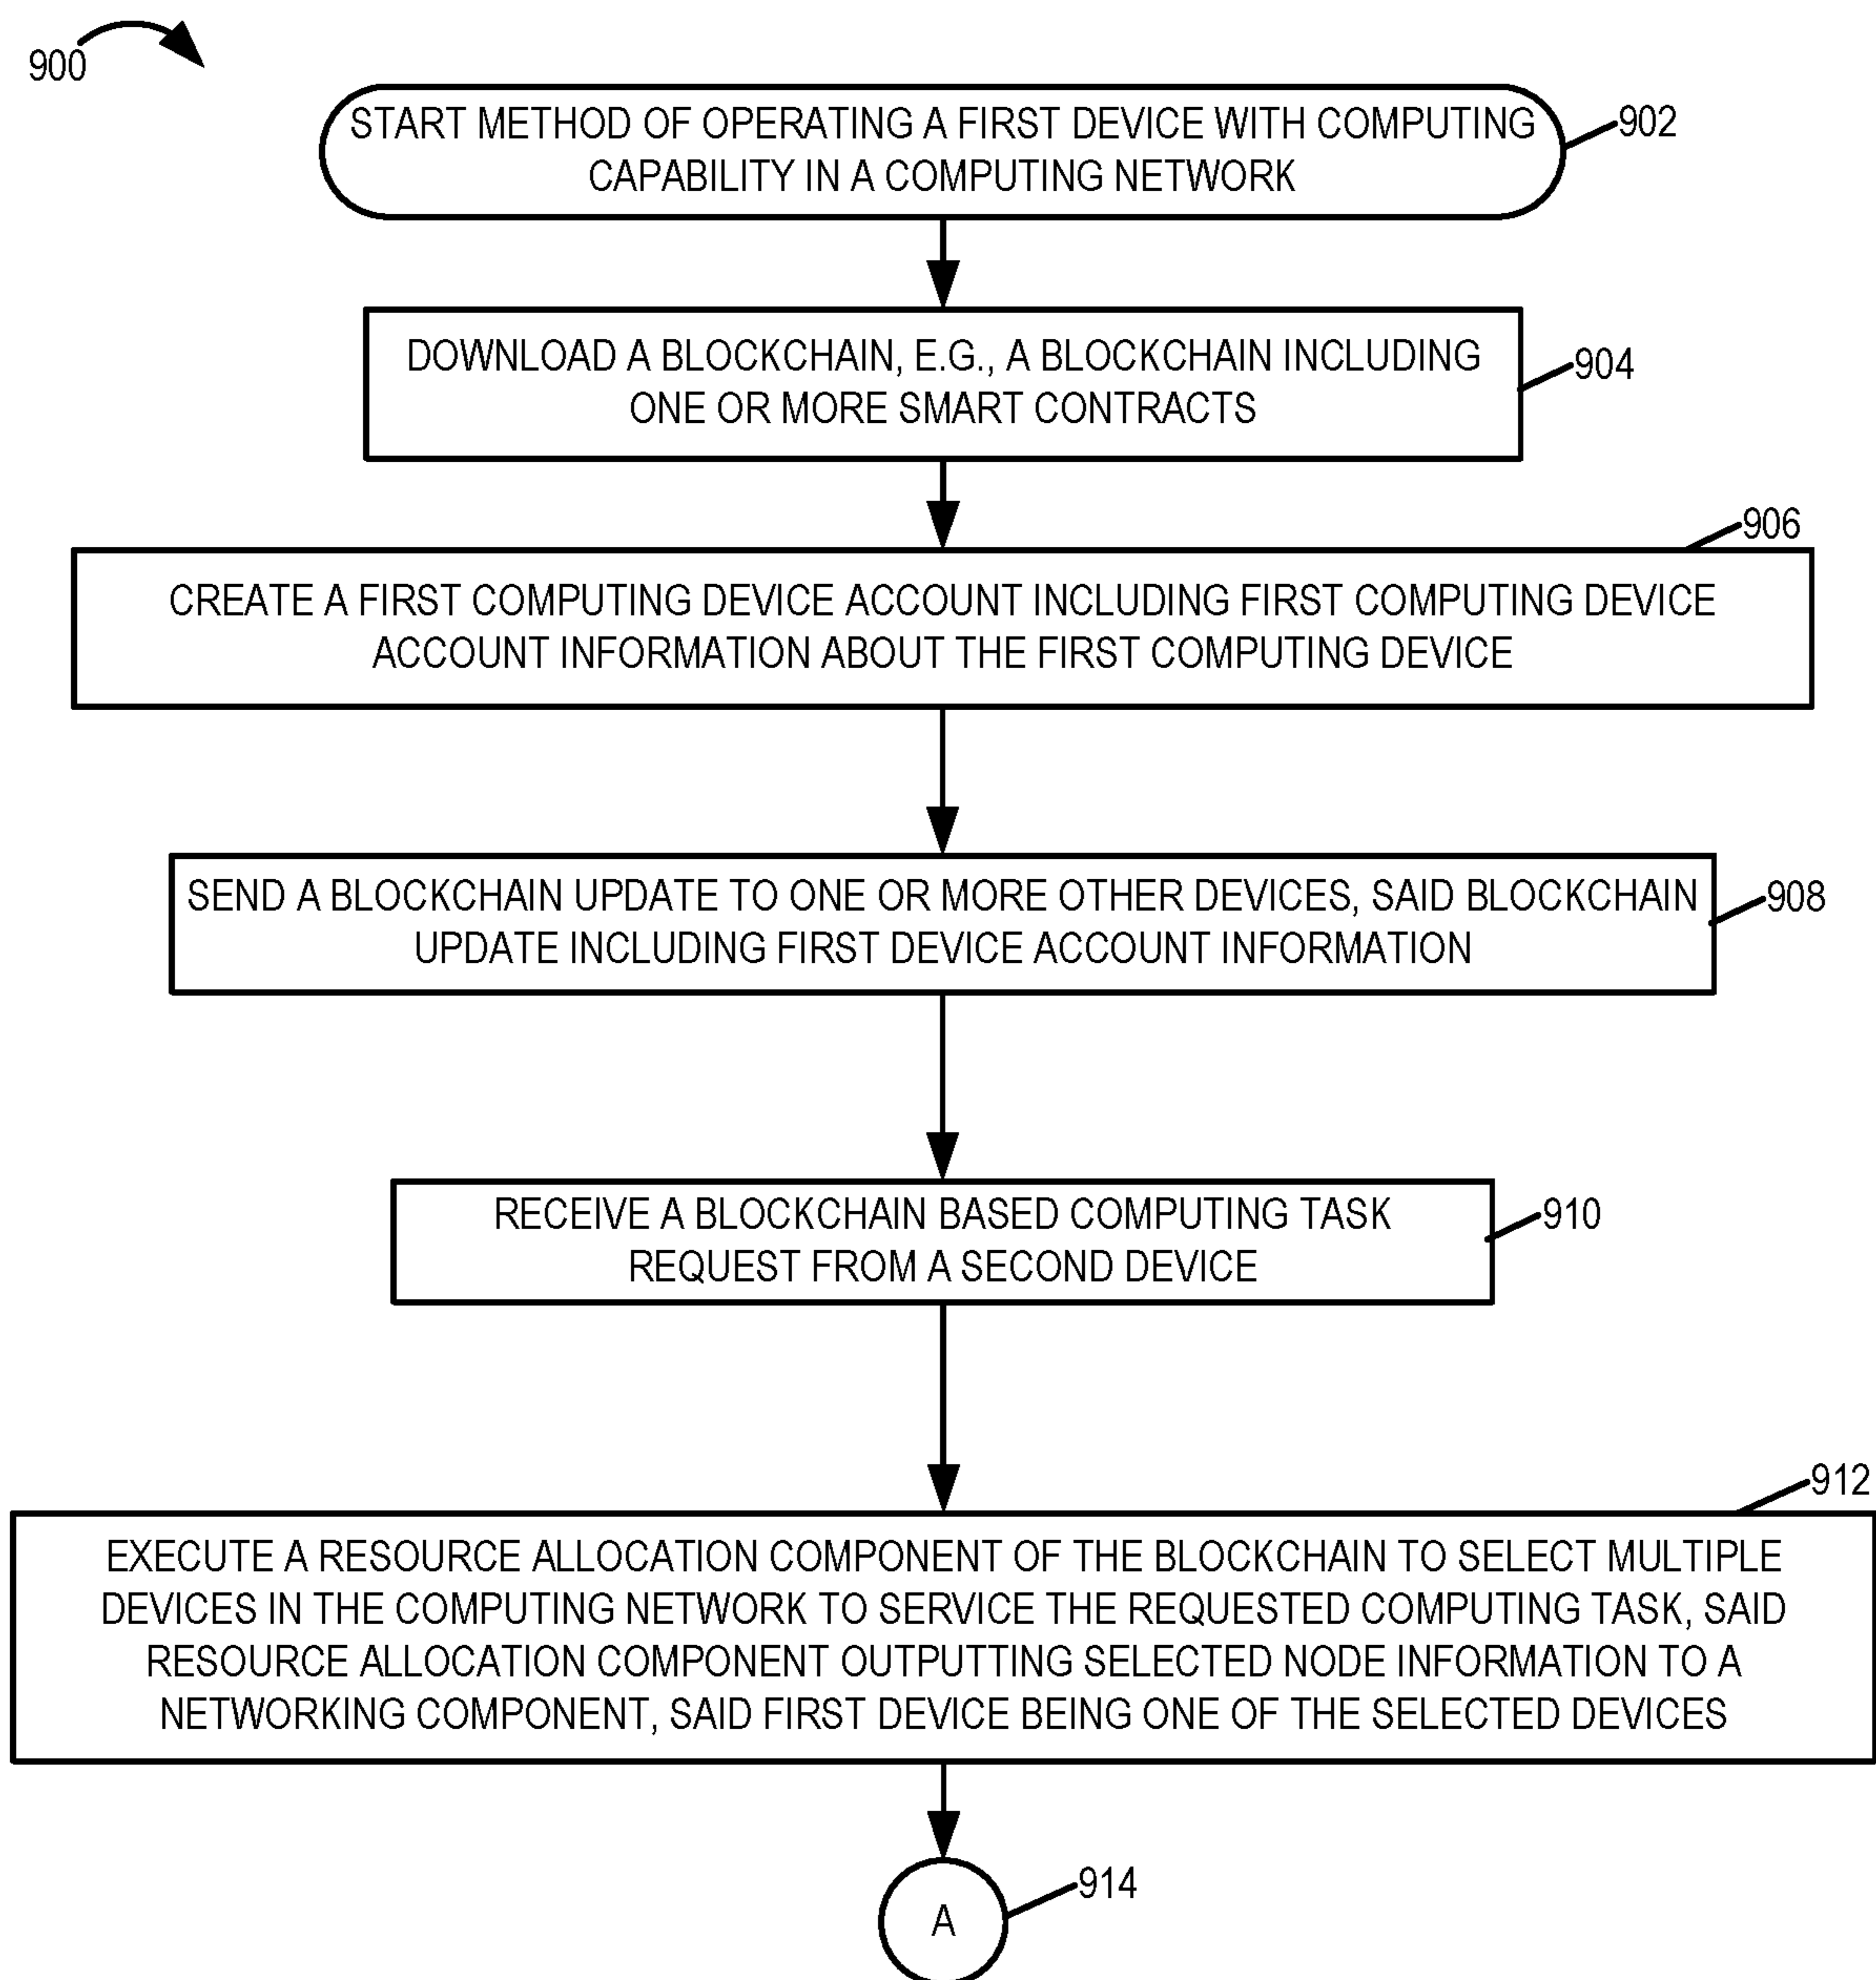 900
START METHOD OF OPERATING A FIRST DEVICE WITH COMPUTING
CAPABILITY IN A COMPUTING NETWORK
902
DOWNLOAD A BLOCKCHAIN, E.G., A BLOCKCHAIN INCLUDING
ONE OR MORE SMART CONTRACTS
904
906
CREATE A FIRST COMPUTING DEVICE ACCOUNT INCLUDING FIRST COMPUTING DEVICE
ACCOUNT INFORMATION ABOUT THE FIRST COMPUTING DEVICE
SEND A BLOCKCHAIN UPDATE TO ONE OR MORE OTHER DEVICES, SAID BLOCKCHAIN
UPDATE INCLUDING FIRST DEVICE ACCOUNT INFORMATION
908
RECEIVE A BLOCKCHAIN BASED COMPUTING TASK
REQUEST FROM A SECOND DEVICE
910
912
EXECUTE A RESOURCE ALLOCATION COMPONENT OF THE BLOCKCHAIN TO SELECT MULTIPLE
DEVICES IN THE COMPUTING NETWORK TO SERVICE THE REQUESTED COMPUTING TASK, SAID
RESOURCE ALLOCATION COMPONENT OUTPUTTING SELECTED NODE INFORMATION TO A
NETWORKING COMPONENT, SAID FIRST DEVICE BEING ONE OF THE SELECTED DEVICES
914
A